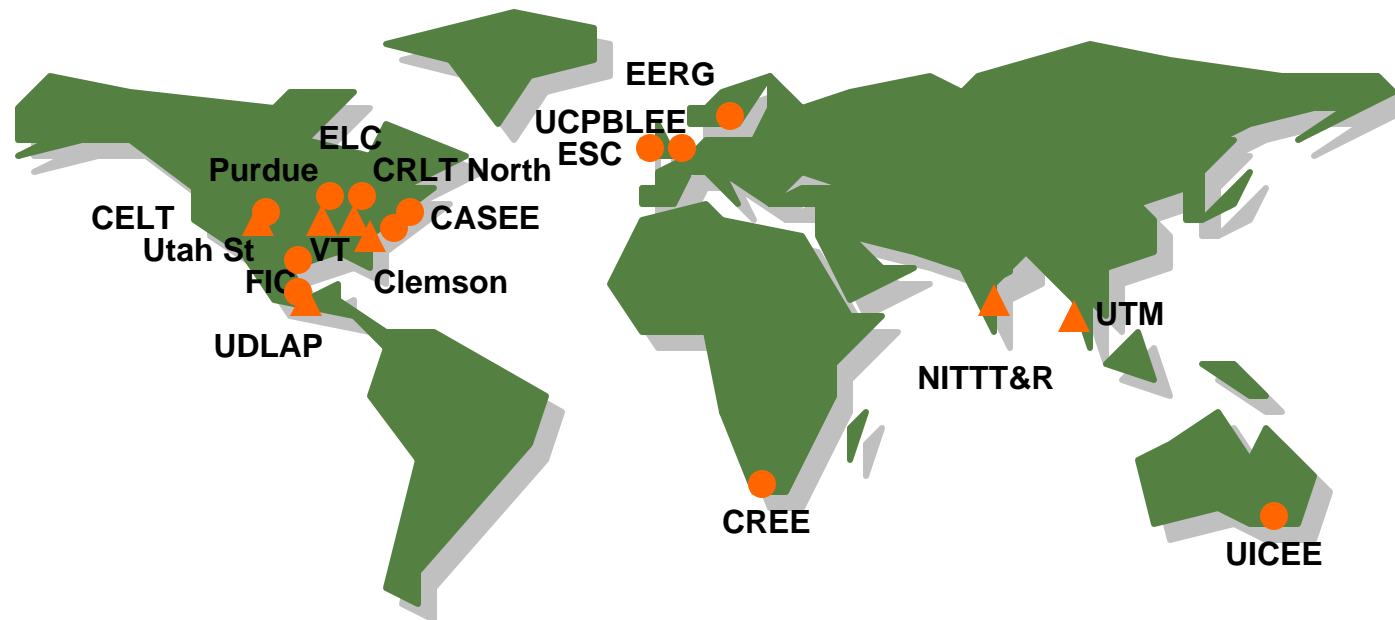 EERG
UCPBLEE
ELC
ESC
Purdue
CRLT North
CELT
CASEE
Utah St
VT
FIC
Clemson
UTM
UDLAP
NITTT&R
CREE
UICEE